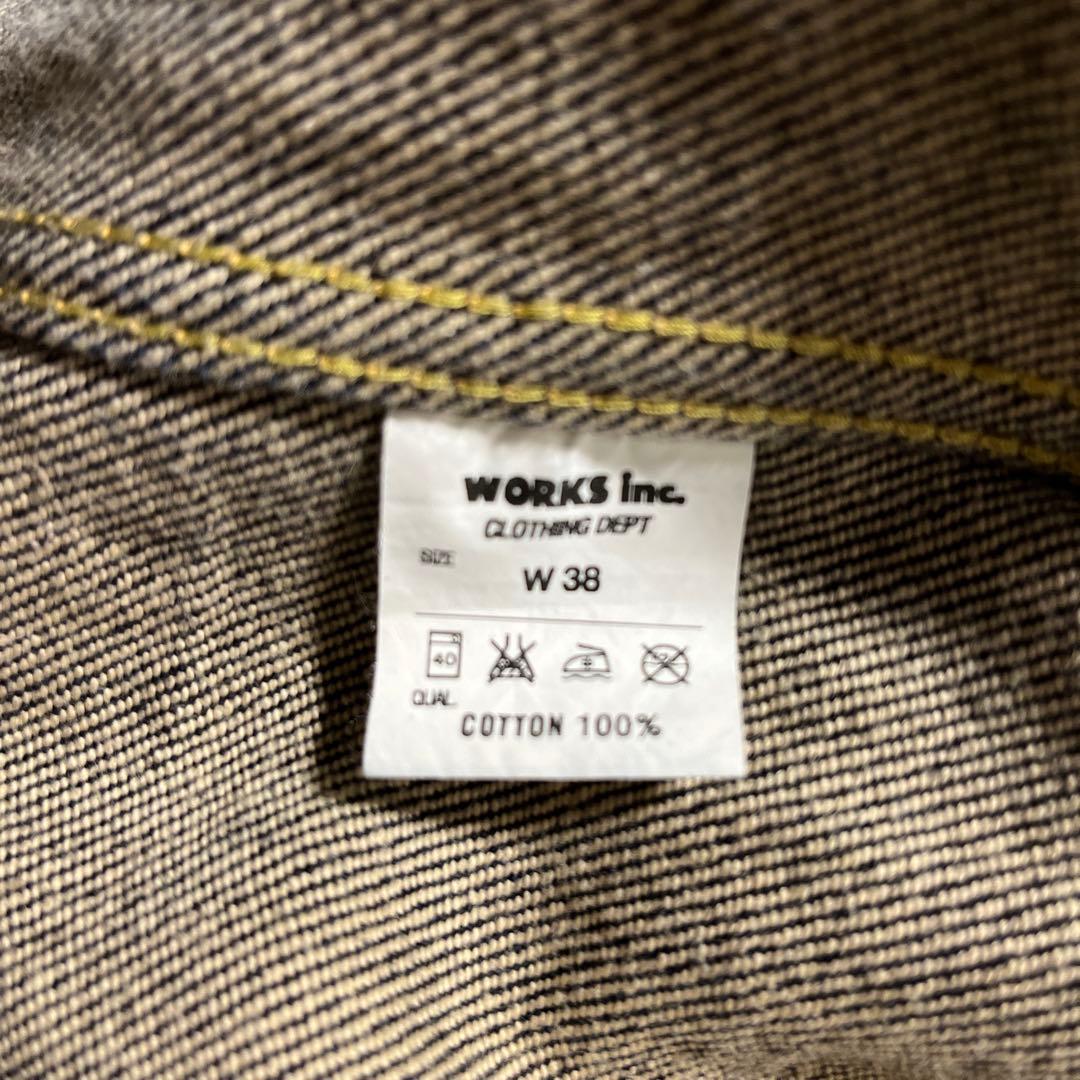 WORKS inc.
CLOTHING DEPT
SIZE
W 38
40
QUAL.
COTTON 100%